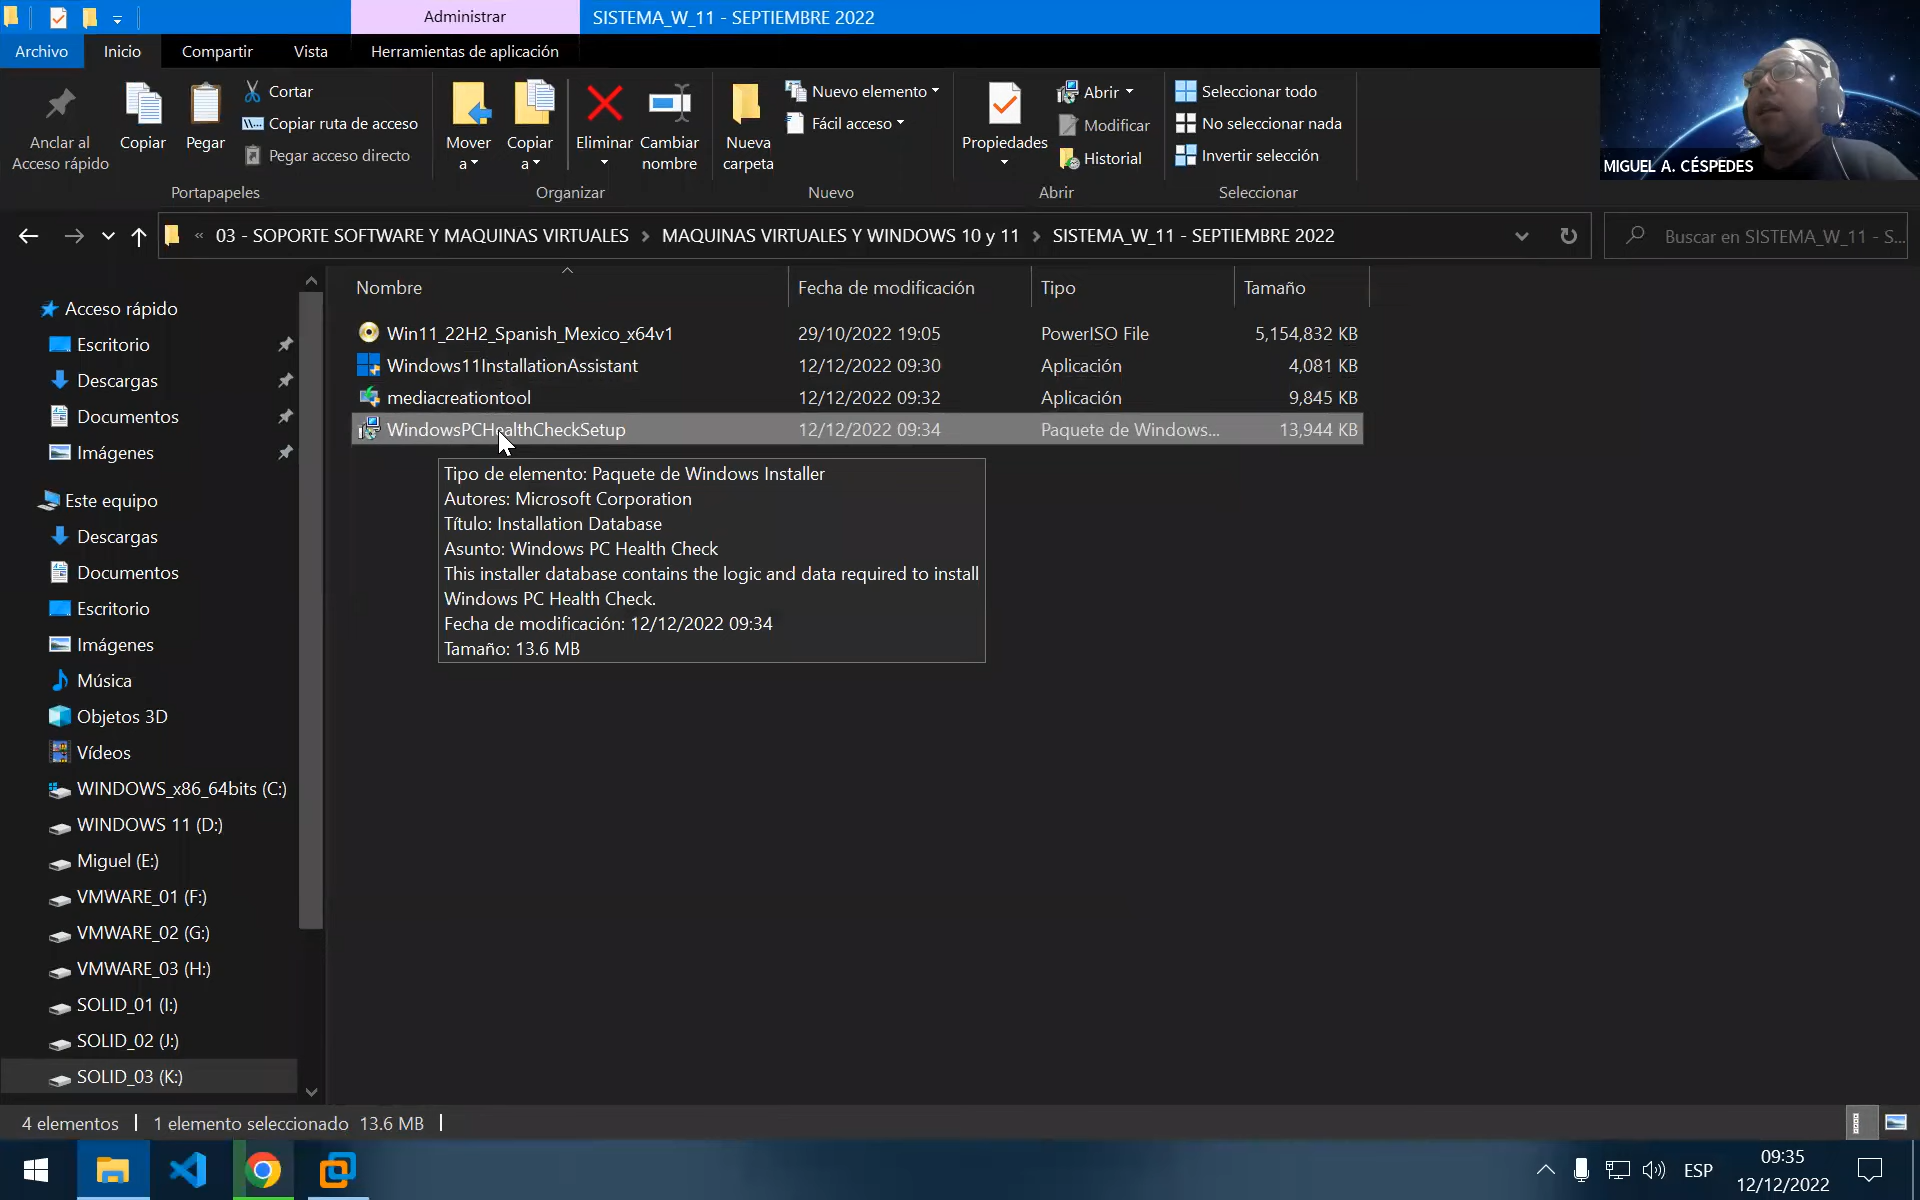 Administrar
SISTEMA_W_11 - SEPTIEMBRE 2022
Archivo
Inicio
Compartir
Vista
Herramientas de aplicación
Anclar al
Acceso rápido
Copiar
Pegar
Cortar
Copiar ruta de acceso
Pegar acceso directo
Portapapeles
Mover
a
Copiar
a
Eliminar
Cambiar
nombre
Organizar
Nueva
carpeta
Nuevo elemento
Fácil acceso
Nuevo
Propiedades
Abrir
Modificar
Historial
Abrir
Seleccionar todo
No seleccionar nada
Invertir selección
Seleccionar
MIGUEL A. CÉSPEDES
« 03 - SOPORTE SOFTWARE Y MAQUINAS VIRTUALES > MAQUINAS VIRTUALES Y WINDOWS 10 y 11 > SISTEMA_W_11 - SEPTIEMBRE 2022
Buscar en SISTEMA_W_11 - S...
Acceso rápido
Escritorio
Descargas
Documentos
Imágenes
Este equipo
Descargas
Documentos
Escritorio
Imágenes
Música
Objetos 3D
Vídeos
WINDOWS_x86_64bits (C:)
WINDOWS 11 (D:)
Miguel (E:)
VMWARE_01 (F:)
VMWARE_02 (G:)
VMWARE_03 (H:)
SOLID_01 (I:)
SOLID_02 (J:)
SOLID_03 (K:)
Nombre Fecha de modificación Tipo Tamaño
Win11_22H2_Spanish_Mexico_x64v1 29/10/2022 19:05 PowerISO File 5,154,832 KB
Windows11InstallationAssistant 12/12/2022 09:30 Aplicación 4,081 KB
mediacreationtool 12/12/2022 09:32 Aplicación 9,845 KB
WindowsPCHealthCheckSetup 12/12/2022 09:34 Paquete de Windows... 13,944 KB
Tipo de elemento: Paquete de Windows Installer
Autores: Microsoft Corporation
Título: Installation Database
Asunto: Windows PC Health Check
This installer database contains the logic and data required to install
Windows PC Health Check.
Fecha de modificación: 12/12/2022 09:34
Tamaño: 13.6 MB
4 elementos
1 elemento seleccionado 13.6 MB
ESP
09:35
12/12/2022